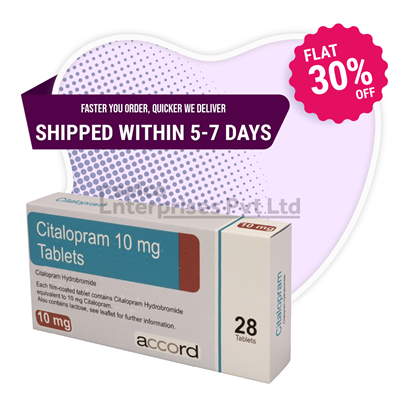 FLAT
30%
OFF
FASTER YOU ORDER, QUICKER WE DELIVER
SHIPPED WITHIN 5-7 DAYS
Enterprises Pvt Ltd
Citalopram
Citalopram 10 mg
Tablets
Citalopram Hydrobromide
Each film-coated tablet contains Citalopram Hydrobromide
equivalent to 10 mg Citalopram.
Also contains lactose, see leaflet for further information.
10 mg
accord
10 mg
28
Tablets
Citalopram